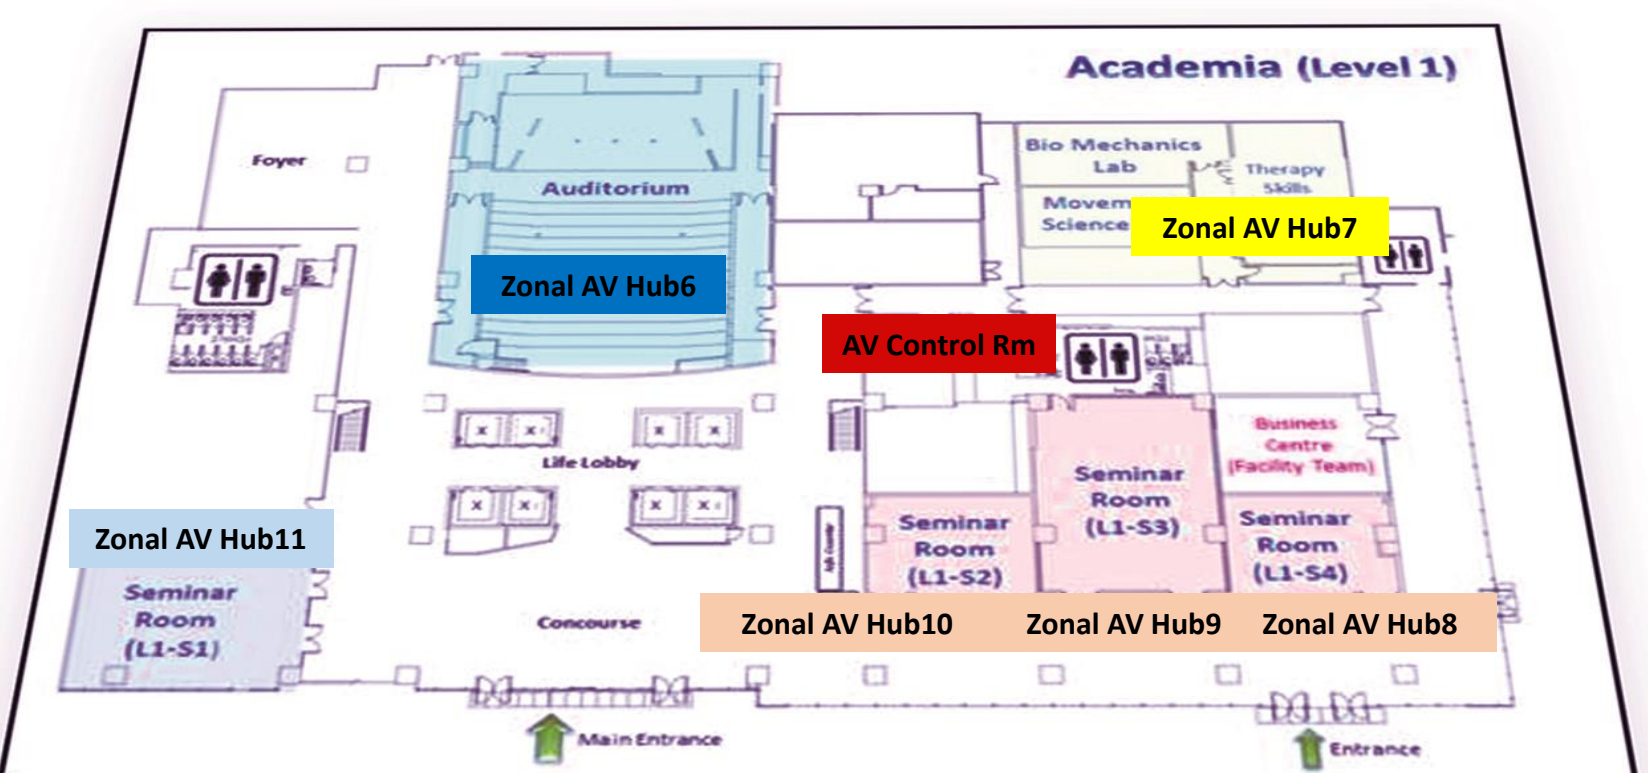 Academia (Level 1)
Foyer
Auditorium
Bio Mechanics
Lab
Therapy
Skills
Movem
Science
Zonal AV Hub7
Zonal AV Hub6
AV Control Rm
Business
Centre
(Facility Team)
Life Lobby
Seminar
Room
(L1-S3)
Seminar
Room
(L1-S2)
Seminar
Room
(L1-S4)
Zonal AV Hub11
Seminar
Room
(L1-S1)
Concourse
Zonal AV Hub10
Zonal AV Hub9
Zonal AV Hub8
Main Entrance
Entrance